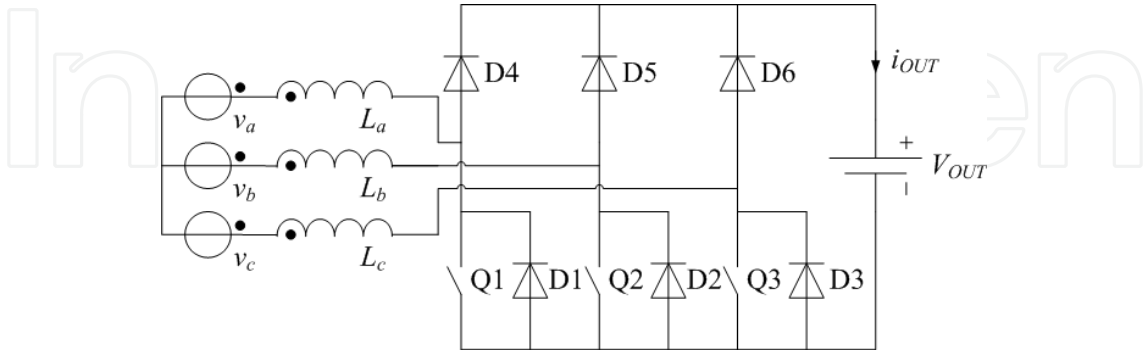 D4
D5
D6
i_OUT
v_a
L_a
v_b
L_b
v_c
L_c
+
V_OUT
Q1
D1
Q2
D2
Q3
D3